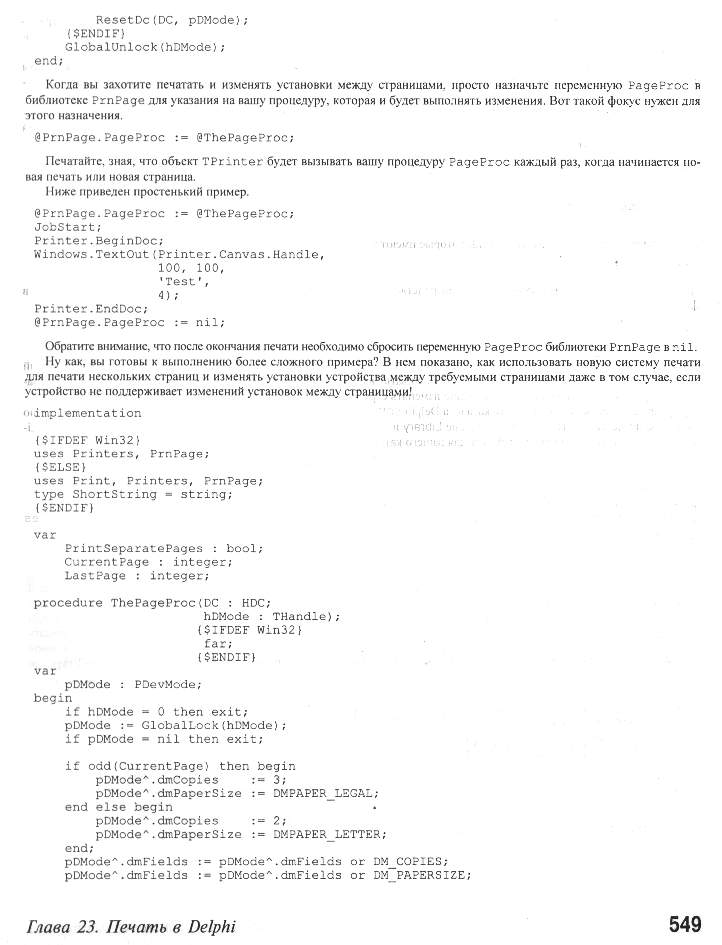 ResetDc(DC, pDMode);
{$ENDIF}
GlobalUnlock(hDMode);
end;
Когда вы захотите печатать и изменять установки между страницами, просто назначьте переменную PageProc в
библиотеке PrnPage для указания на вашу процедуру, которая и будет выполнять изменения. Вот такой фокус нужен для
этого назначения.
@PrnPage.PageProc := @ThePageProc;
Печатайте, зная, что объект TPrinter будет вызывать вашу процедуру PageProc каждый раз, когда начинается но-
вая печать или новая страница.
Ниже приведен простенький пример.
@PrnPage.PageProc := @ThePageProc;
JobStart;
Printer.BeginDoc;
Windows.TextOut(Printer.Canvas.Handle,
100, 100,
'Test',
4);
Printer.EndDoc;
@PrnPage.PageProc := nil;
Обратите внимание, что после окончания печати необходимо сбросить переменную PageProc библиотеки PrnPage в nil.
Ну как, вы готовы к выполнению более сложного примера? В нем показано, как использовать новую систему печати
для печати нескольких страниц и изменять установки устройства между требуемыми страницами даже в том случае, если
устройство не поддерживает изменений установок между страницами!
implementation
{$IFDEF Win32}
uses Printers, PrnPage;
{$ELSE}
uses Print, Printers, PrnPage;
type ShortString = string;
{$ENDIF}
var
PrintSeparatePages : bool;
CurrentPage : integer;
LastPage : integer;
procedure ThePageProc(DC : HDC;
hDMode : THandle);
{$IFDEF Win32}
far;
{$ENDIF}
var
pDMode : PDevMode;
begin
if hDMode = 0 then exit;
pDMode := GlobalLock(hDMode);
if pDMode = nil then exit;
if odd(CurrentPage) then begin
pDMode^.dmCopies := 3;
pDMode^.dmPaperSize := DMPAPER_LEGAL;
end else begin
pDMode^.dmCopies := 2;
pDMode^.dmPaperSize := DMPAPER_LETTER;
end;
pDMode^.dmFields := pDMode^.dmFields or DM_COPIES;
pDMode^.dmFields := pDMode^.dmFields or DM_PAPERSIZE;
Глава 23. Печать в Delphi 549